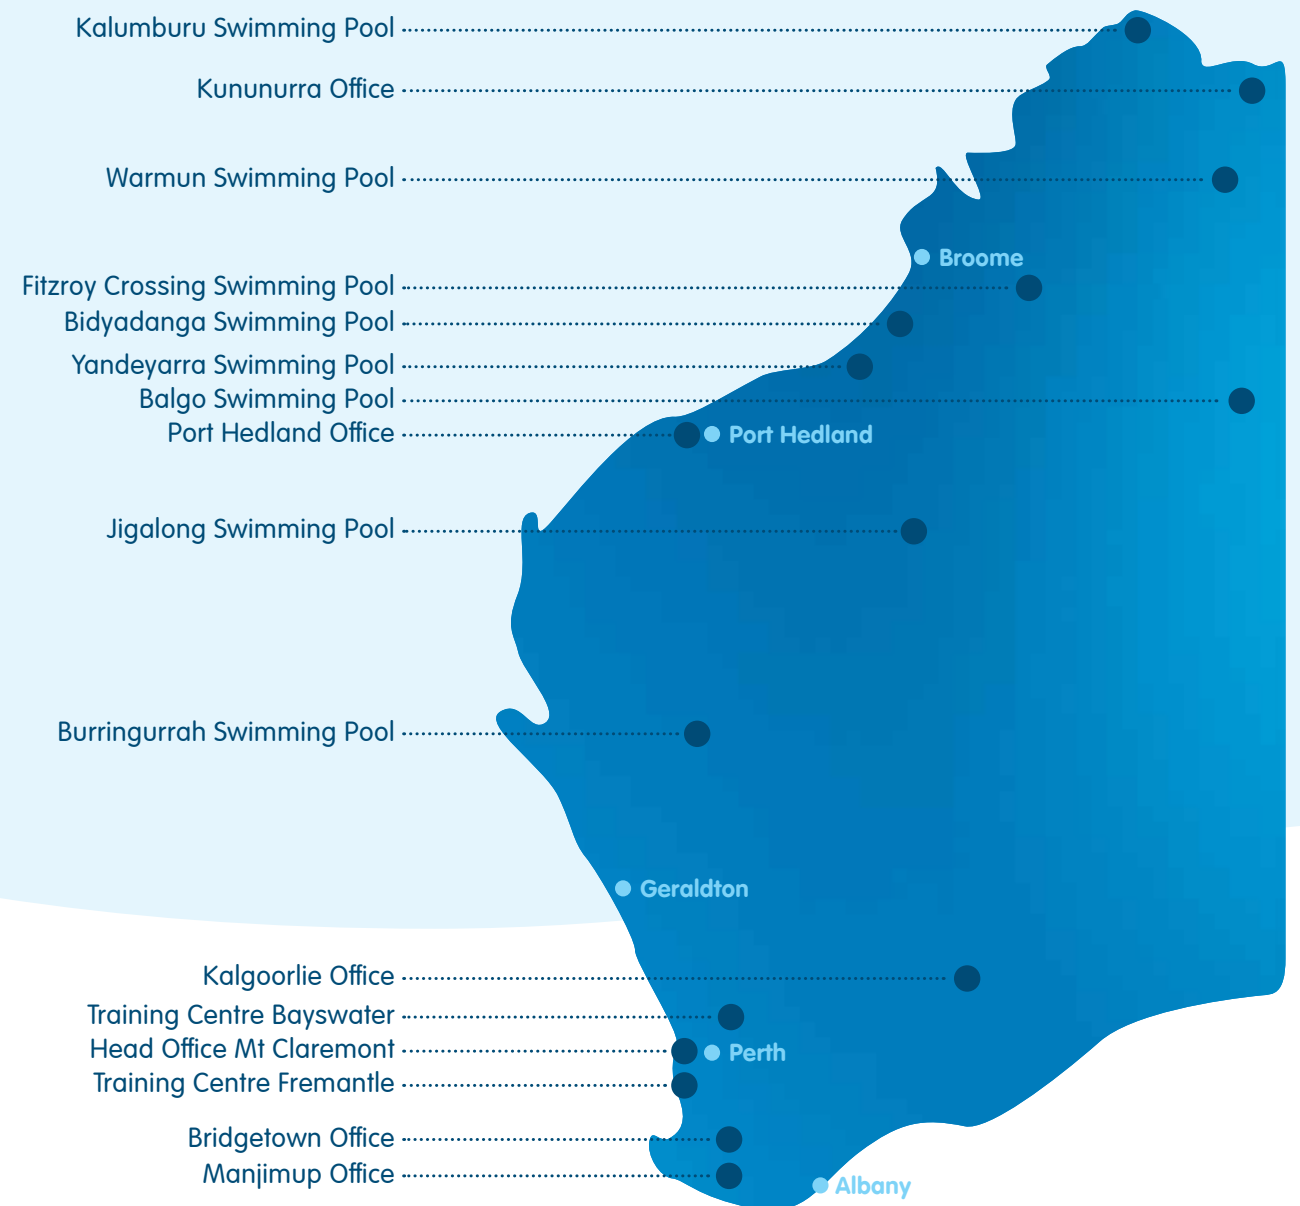 Kalumburu Swimming Pool
Kununurra Office
Warmun Swimming Pool
Broome
Fitzroy Crossing Swimming Pool
Bidyadanga Swimming Pool
Yandeyarra Swimming Pool
Balgo Swimming Pool
Port Hedland Office
Port Hedland
Jigalong Swimming Pool
Burringurrah Swimming Pool
Geraldton
Kalgoorlie Office
Training Centre Bayswater
Head Office Mt Claremont
Perth
Training Centre Fremantle
Bridgetown Office
Manjimup Office
Albany